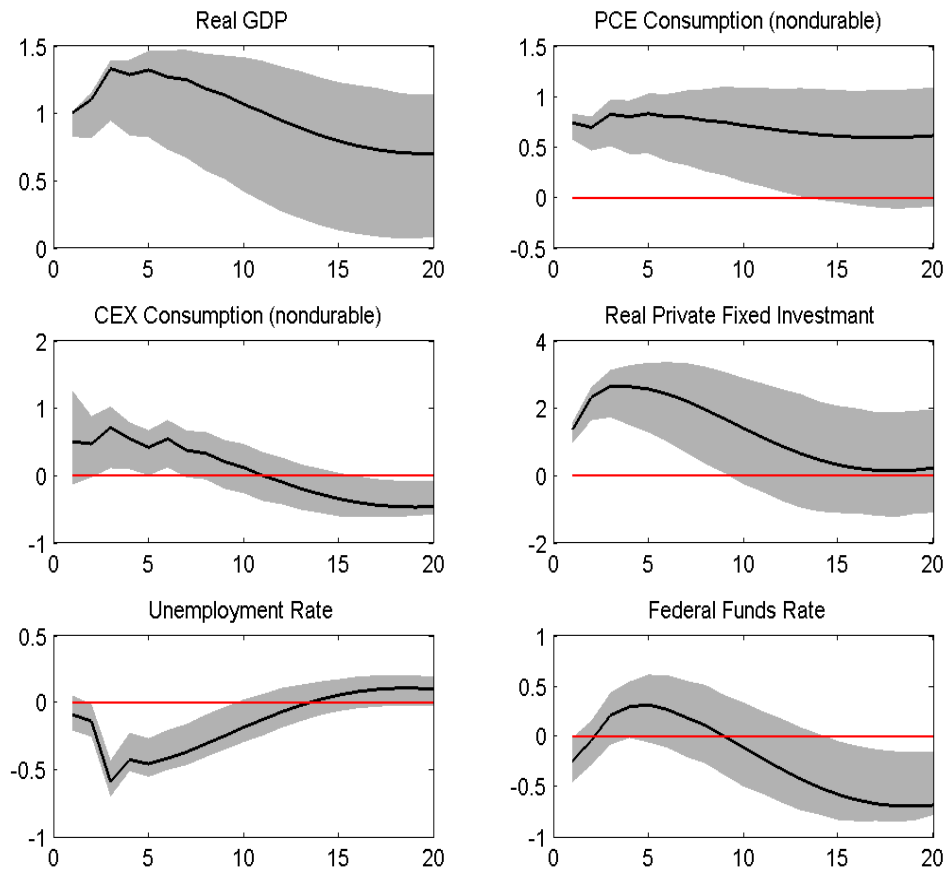 Real GDP
1.5
1
0.5
0
0 5 10 15 20
PCE Consumption (nondurable)
1.5
1
0.5
0
-0.5
0 5 10 15 20
CEX Consumption (nondurable)
2
1
0
-1
0 5 10 15 20
Real Private Fixed Investmant
4
2
0
-2
0 5 10 15 20
Unemployment Rate
0.5
0
-0.5
-1
0 5 10 15 20
Federal Funds Rate
1
0.5
0
-0.5
-1
0 5 10 15 20